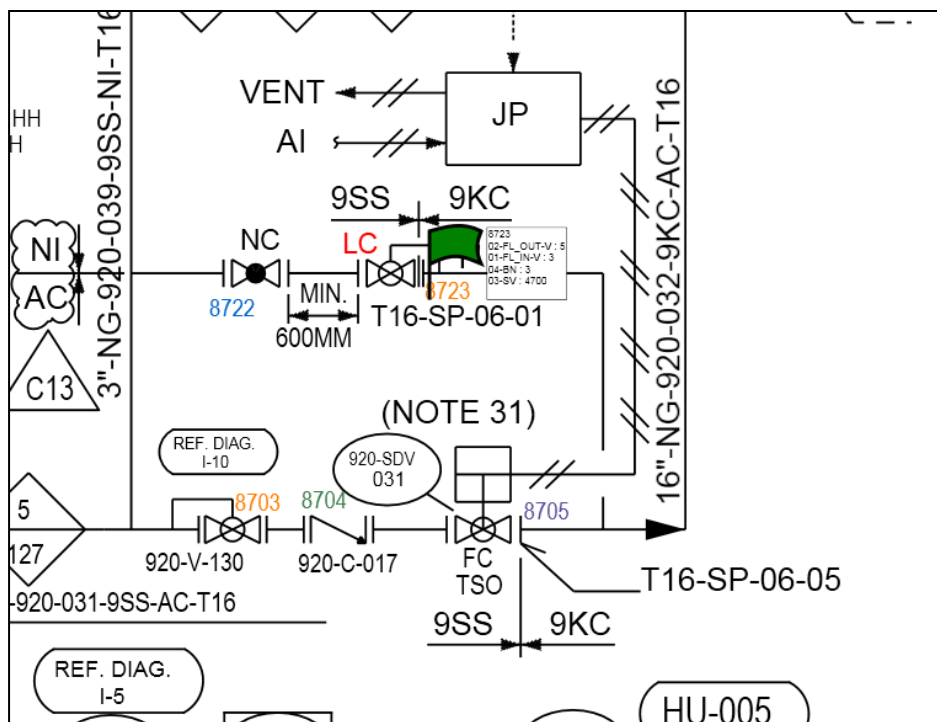 3"-NG-920-039-9SS-NI-T16
VENT
JP
AI
HH
H
9SS
9KC
NI
AC
NC
LC
8723
02-FL_OUT-V : 5
01-FL_IN-V : 3
04-BN : 3
03-SV : 4700
8722
MIN.
600MM
8723
T16-SP-06-01
16"-NG-920-032-9KC-AC-T16
C13
(NOTE 31)
REF. DIAG.
I-10
920-SDV
031
5
127
8703
8704
8705
920-V-130
920-C-017
FC
TSO
T16-SP-06-05
-920-031-9SS-AC-T16
9SS
9KC
REF. DIAG.
I-5
HU-005